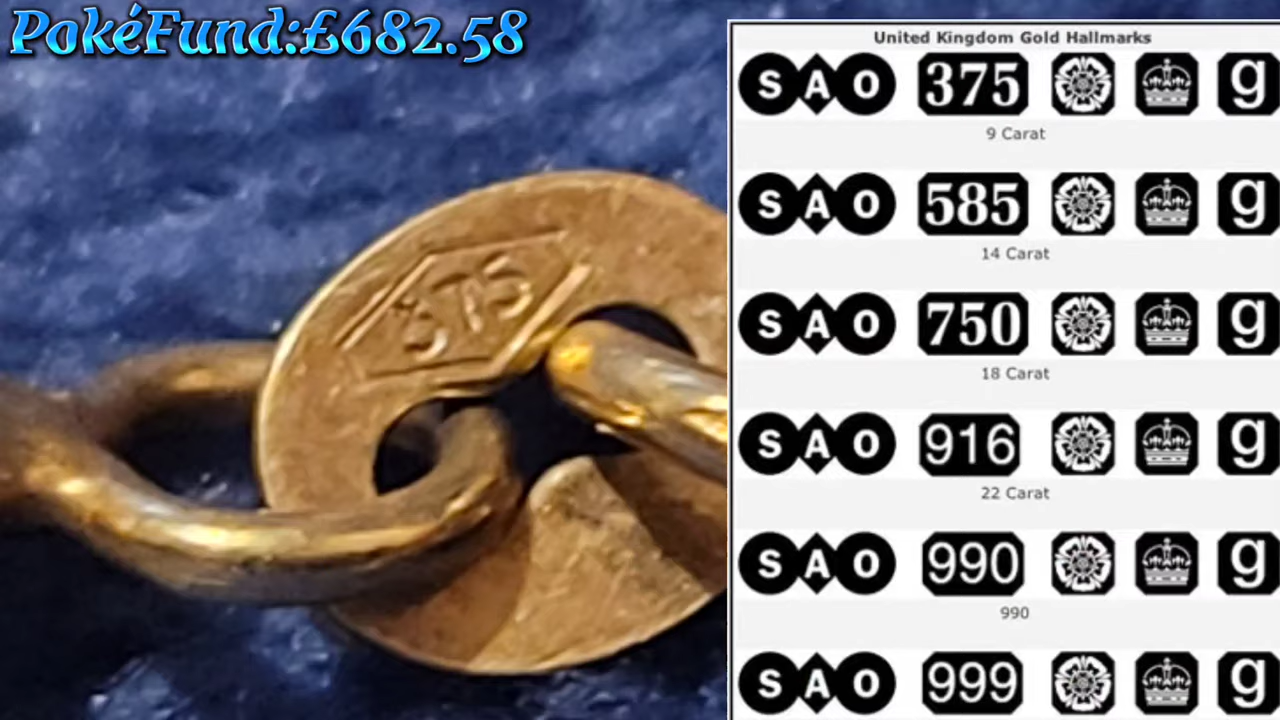 PokéFund:£682.58
United Kingdom Gold Hallmarks
S A O 375 g
9 Carat
S A O 585 g
14 Carat
S A O 750 g
18 Carat
S A O 916 g
22 Carat
S A O 990 g
990
S A O 999 g
375